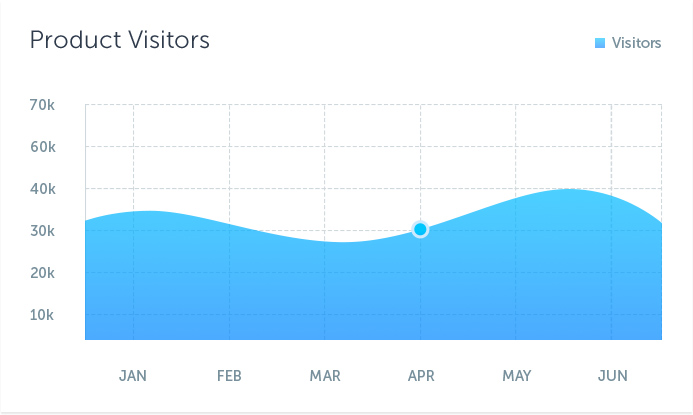 Product Visitors
Visitors
70k
60k
40k
30k
20k
10k
JAN FEB MAR APR MAY JUN